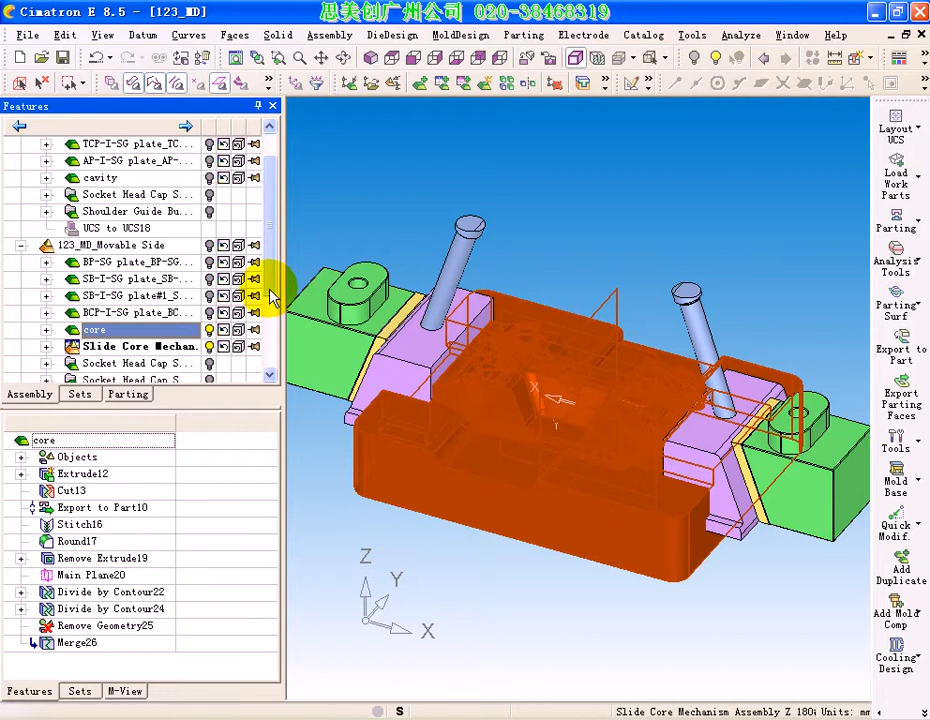 Cimatron E 8.5 - [123_MD]
思美创广州公司 020-38468319
File Edit View Datum Curves Faces Solid Assembly DieDesign MoldDesign Parting Electrode Catalog Tools Analyze Window Help
Features
TCP-I-SG plate_TC...
AP-I-SG plate_AP-...
cavity
Socket Head Cap S...
Shoulder Guide Bu...
UCS to UCS18
123_MD_Movable Side
BP-SG plate_BP-SG...
SB-I-SG plate_SB-...
SB-I-SG plate#1_S...
BCP-I-SG plate_BC...
core
Slide Core Mechan.
Socket Head Cap S...
Socket Head Cap S...
Assembly Sets Parting
core
Objects
Extrude12
Cut13
Export to Part10
Stitch16
Round17
Remove Extrude19
Main Plane20
Divide by Contour22
Divide by Contour24
Remove Geometry25
Merge26
Features Sets M-View
X
Z
Y
X
Layout UCS
Load Work Parts
Parting
Analysis Tools
Parting Surf
Export to Part
Export Parting Faces
Tools
Mold Base
Quick Modif.
Add Duplicate
Add Mold Comp
Cooling Design
S
Slide Core Mechanism Assembly Z 180; Units: mm